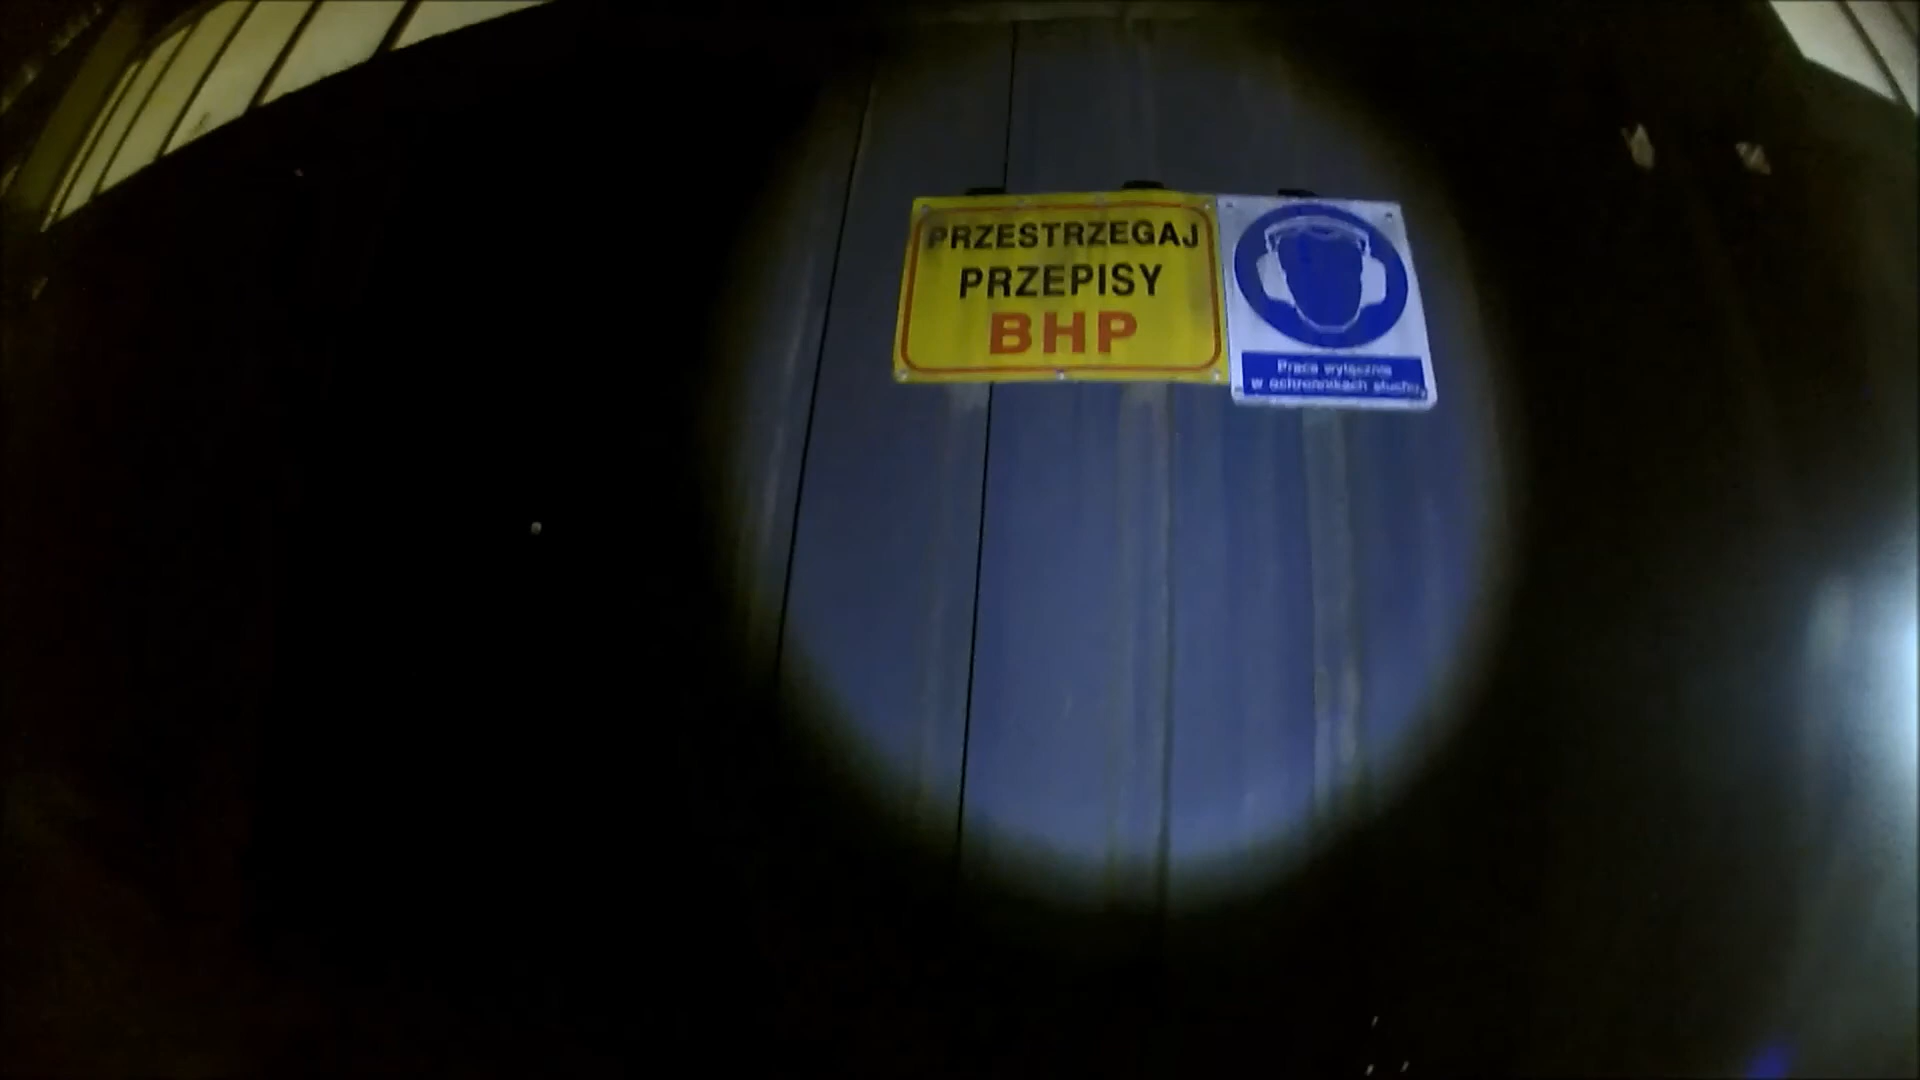 PRZESTRZEGAJ
PRZEPISY
BHP
Praca wyłącznie
w ochronnikach słuchu